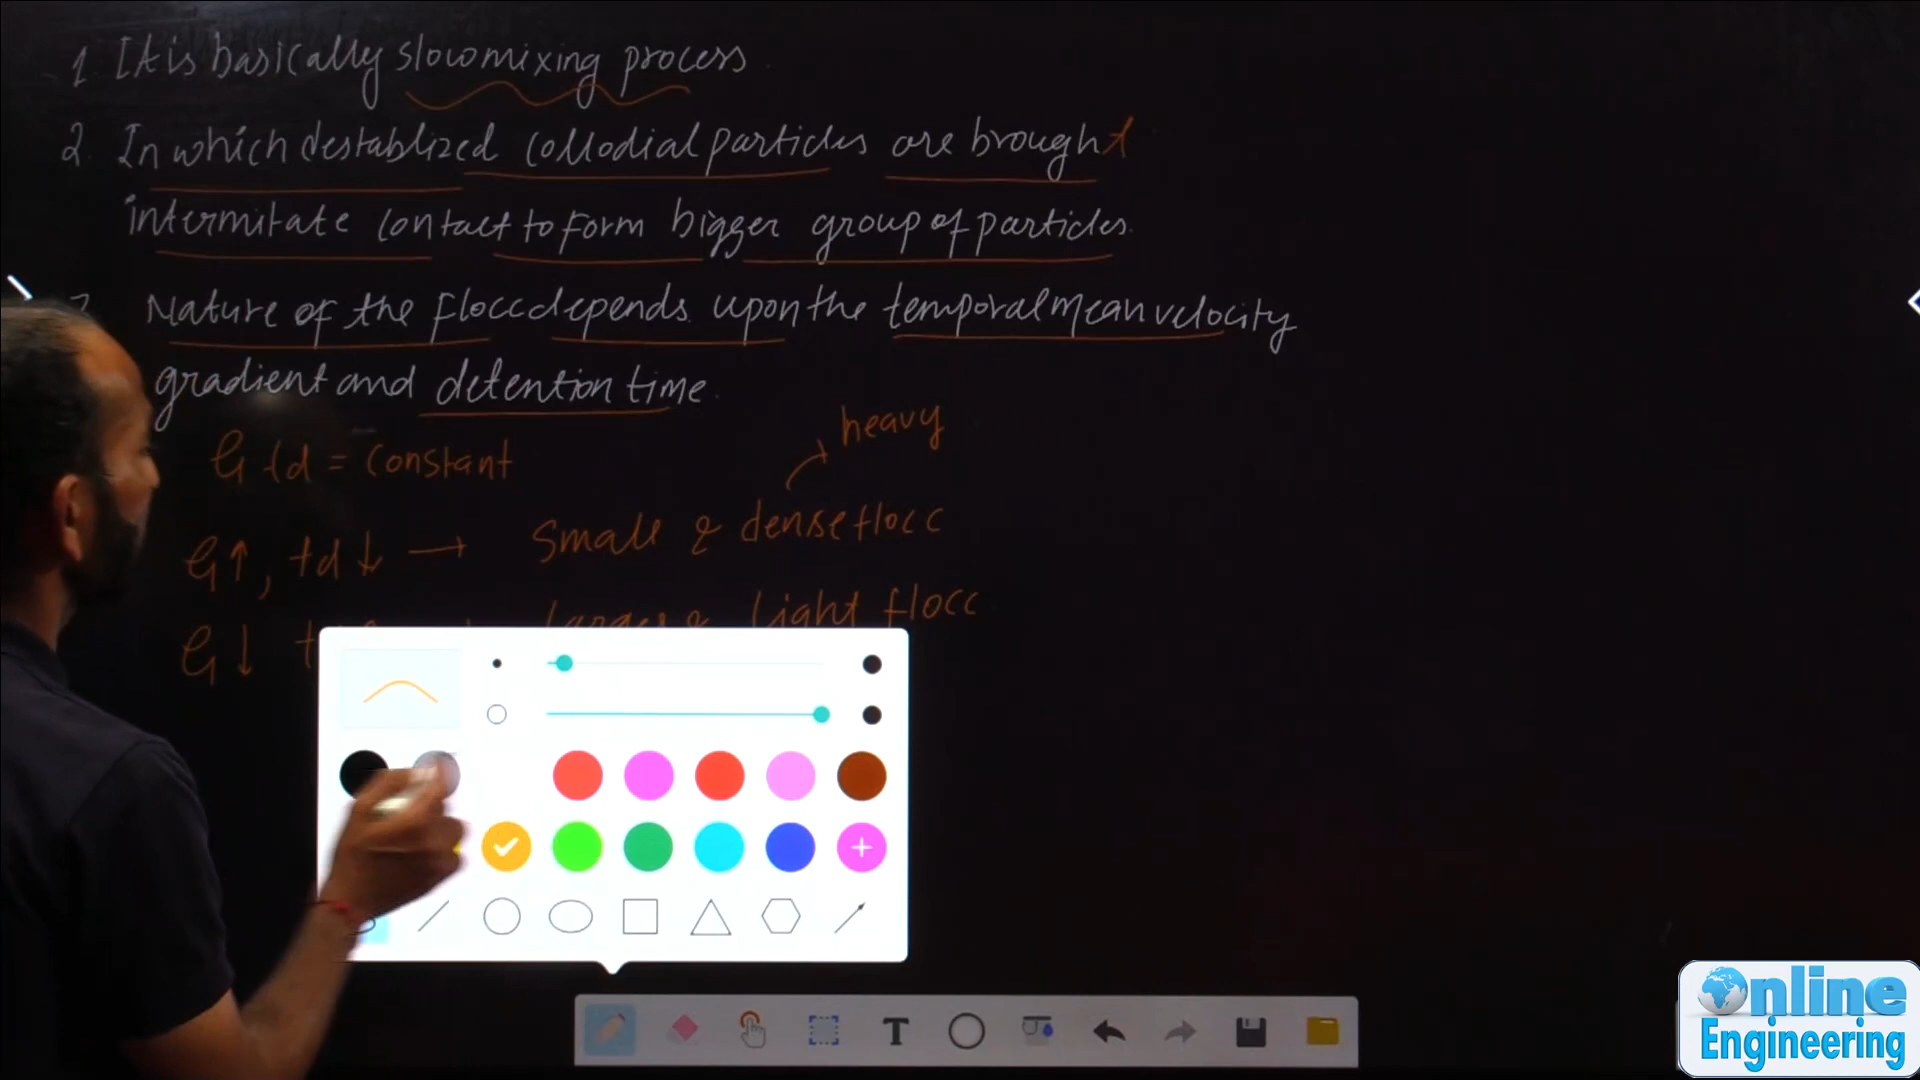 1. It is basically slow mixing process
2. In which destablized collodial particles are brought
intermitate contact to form bigger group of particles.
Nature of the flocc depends upon the temporal mean velocity
gradient and detention time.
heavy
G td = constant
G↑, td↓ → small & dense flocc
G↓ larger & light flocc
T
Online
Engineering